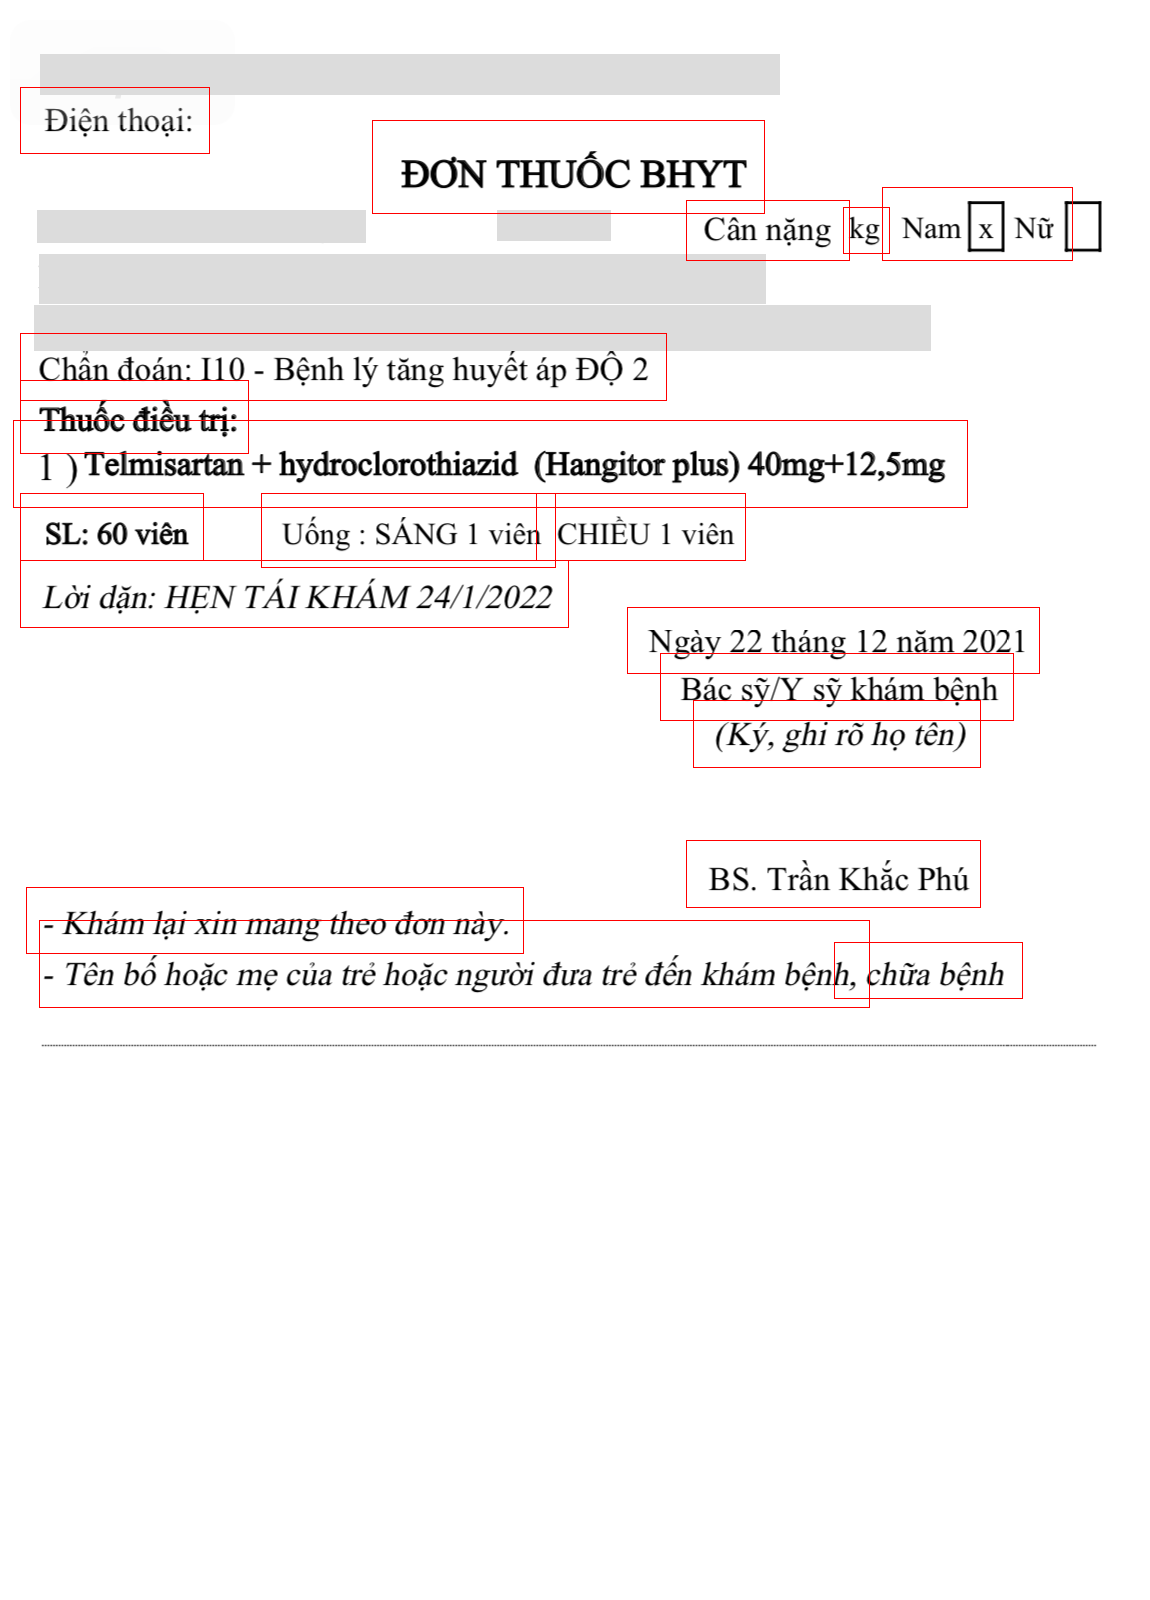 Điện thoại:
ĐƠN THUỐC BHYT
Cân nặng kg Nam x Nữ
Chẩn đoán: I10 - Bệnh lý tăng huyết áp ĐỘ 2
Thuốc điều trị:
1 ) Telmisartan + hydroclorothiazid (Hangitor plus) 40mg+12,5mg
SL: 60 viên Uống : SÁNG 1 viên CHIỀU 1 viên
Lời dặn: HẸN TÁI KHÁM 24/1/2022
Ngày 22 tháng 12 năm 2021
Bác sỹ/Y sỹ khám bệnh
(Ký, ghi rõ họ tên)
BS. Trần Khắc Phú
- Khám lại xin mang theo đơn này.
- Tên bố hoặc mẹ của trẻ hoặc người đưa trẻ đến khám bệnh, chữa bệnh